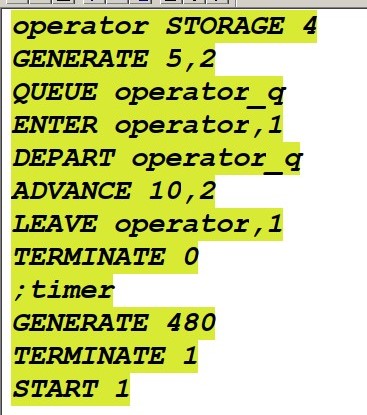 operator STORAGE 4
GENERATE 5,2
QUEUE operator_q
ENTER operator,1
DEPART operator_q
ADVANCE 10,2
LEAVE operator,1
TERMINATE 0
;timer
GENERATE 480
TERMINATE 1
START 1